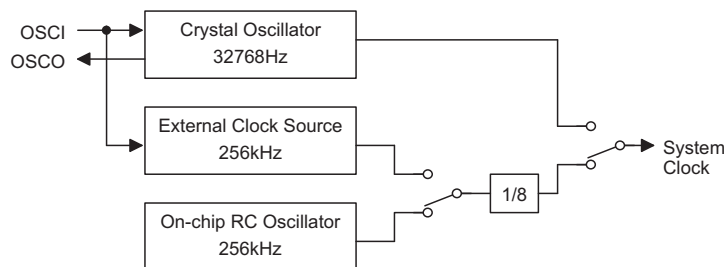 OSCI
OSCO
Crystal Oscillator
32768Hz
External Clock Source
256kHz
On-chip RC Oscillator
256kHz
1/8
System
Clock